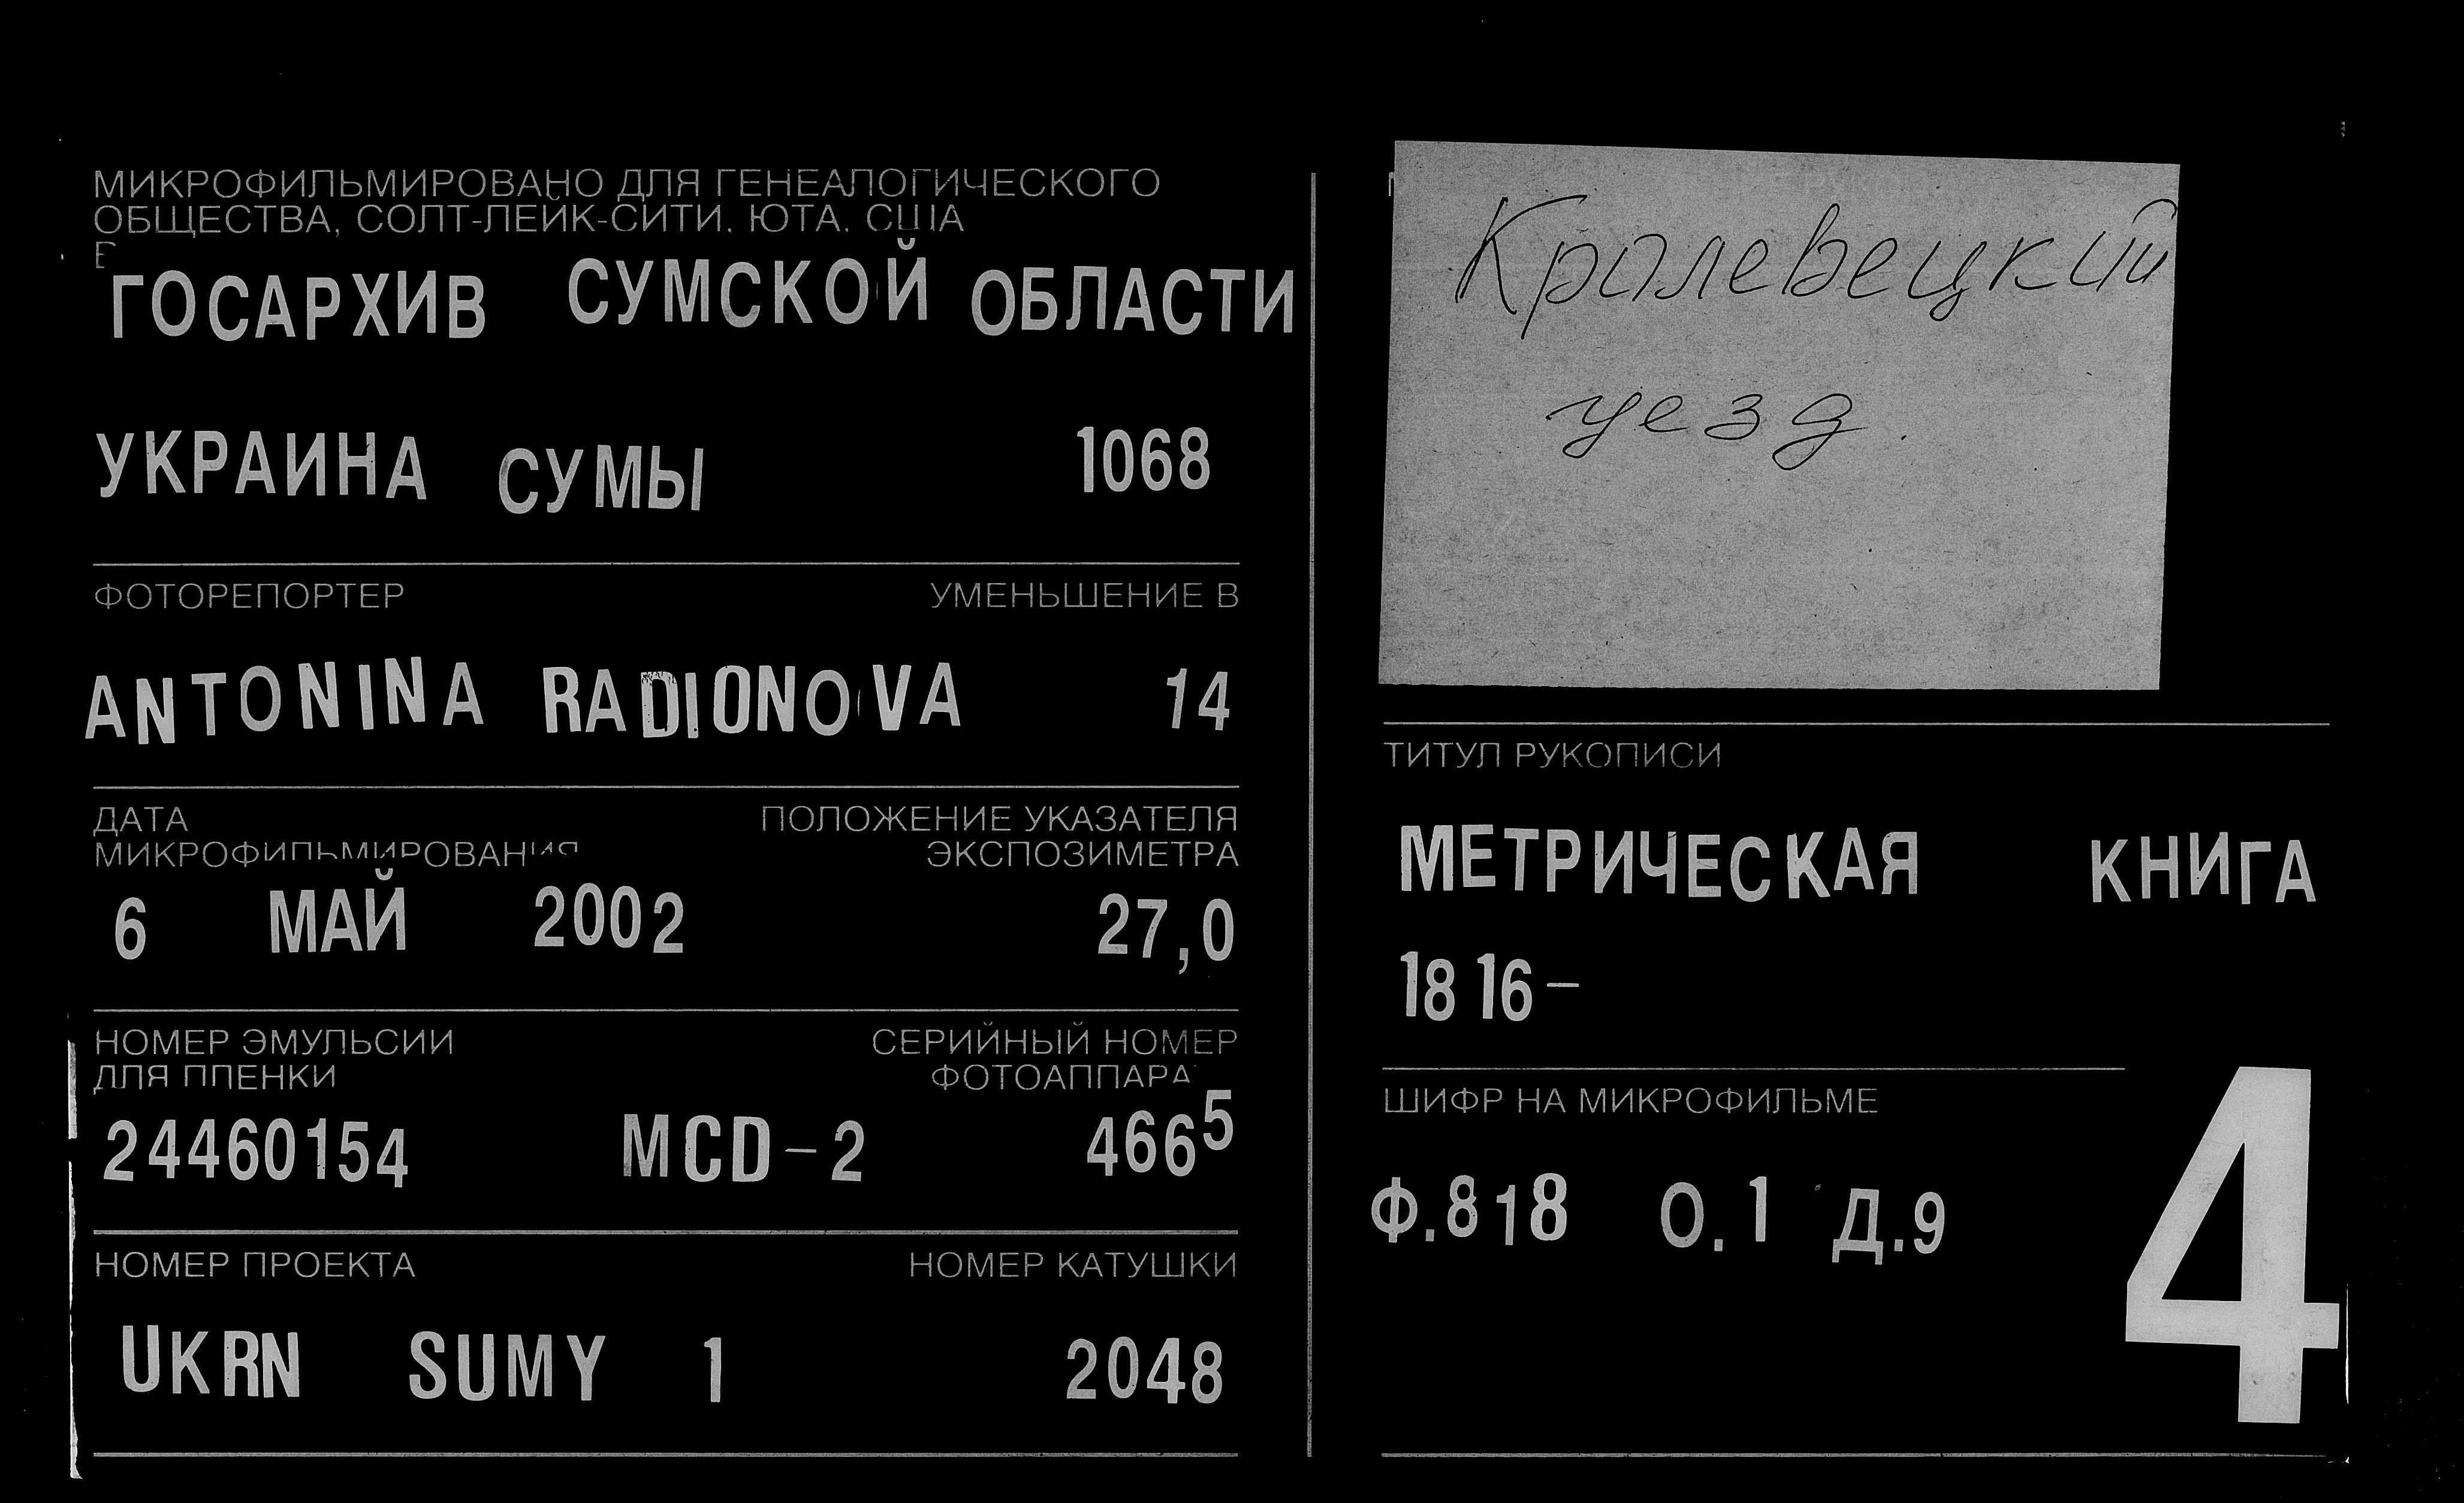 МИКРОФИЛЬМИРОВАНО ДЛЯ ГЕНЕАЛОГИЧЕСКОГО
ОБЩЕСТВА, СОЛТ-ЛЕЙК-СИТИ, ЮТА, США
В
ГОСАРХИВ СУМСКОЙ ОБЛАСТИ
УКРАИНА СУМЫ 1068
ФОТОРЕПОРТЕР УМЕНЬШЕНИЕ В
ANTONINA RADIONOVA 14
ДАТА ПОЛОЖЕНИЕ УКАЗАТЕЛЯ
МИКРОФИЛЬМИРОВАНИЯ ЭКСПОЗИМЕТРА
6 МАЙ 2002 27,0
НОМЕР ЭМУЛЬСИИ СЕРИЙНЫЙ НОМЕР
ДЛЯ ПЛЕНКИ ФОТОАППАРА
24460154 MCD-2 4665
НОМЕР ПРОЕКТА НОМЕР КАТУШКИ
UKRN SUMY 1 2048
Кролевецкий
уезд.
ТИТУЛ РУКОПИСИ
МЕТРИЧЕСКАЯ КНИГА
1816-
ШИФР НА МИКРОФИЛЬМЕ
Ф.818 О.1 Д.9
4